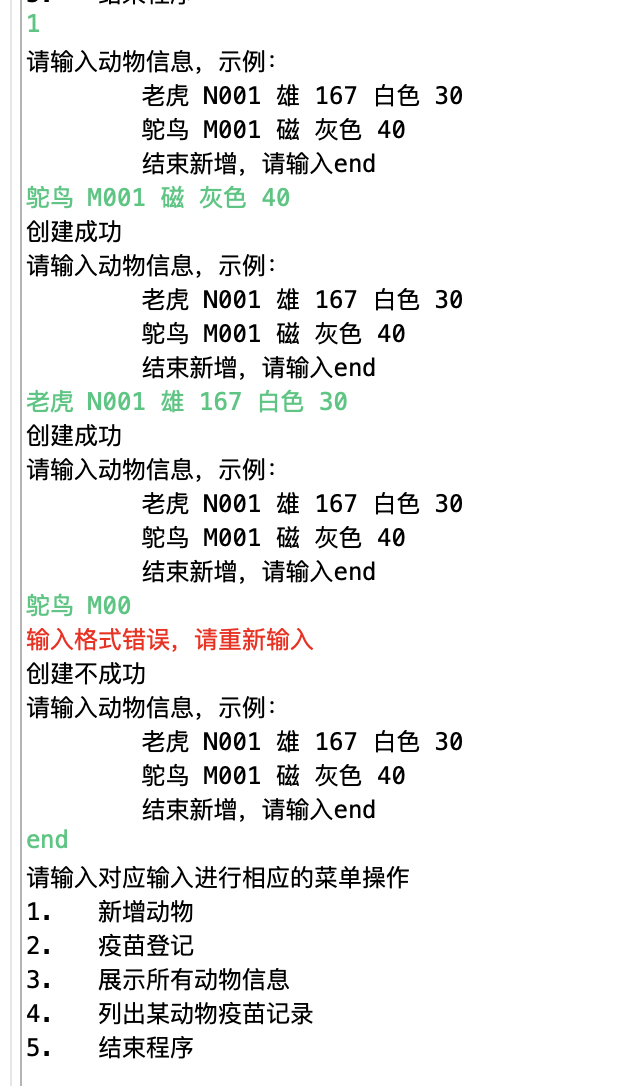 1
请输入动物信息，示例：
老虎 N001 雄 167 白色 30
鸵鸟 M001 磁 灰色 40
结束新增，请输入end
鸵鸟 M001 磁 灰色 40
创建成功
请输入动物信息，示例：
老虎 N001 雄 167 白色 30
鸵鸟 M001 磁 灰色 40
结束新增，请输入end
老虎 N001 雄 167 白色 30
创建成功
请输入动物信息，示例：
老虎 N001 雄 167 白色 30
鸵鸟 M001 磁 灰色 40
结束新增，请输入end
鸵鸟 M00
输入格式错误，请重新输入
创建不成功
请输入动物信息，示例：
老虎 N001 雄 167 白色 30
鸵鸟 M001 磁 灰色 40
结束新增，请输入end
end
请输入对应输入进行相应的菜单操作
1. 新增动物
2. 疫苗登记
3. 展示所有动物信息
4. 列出某动物疫苗记录
5. 结束程序